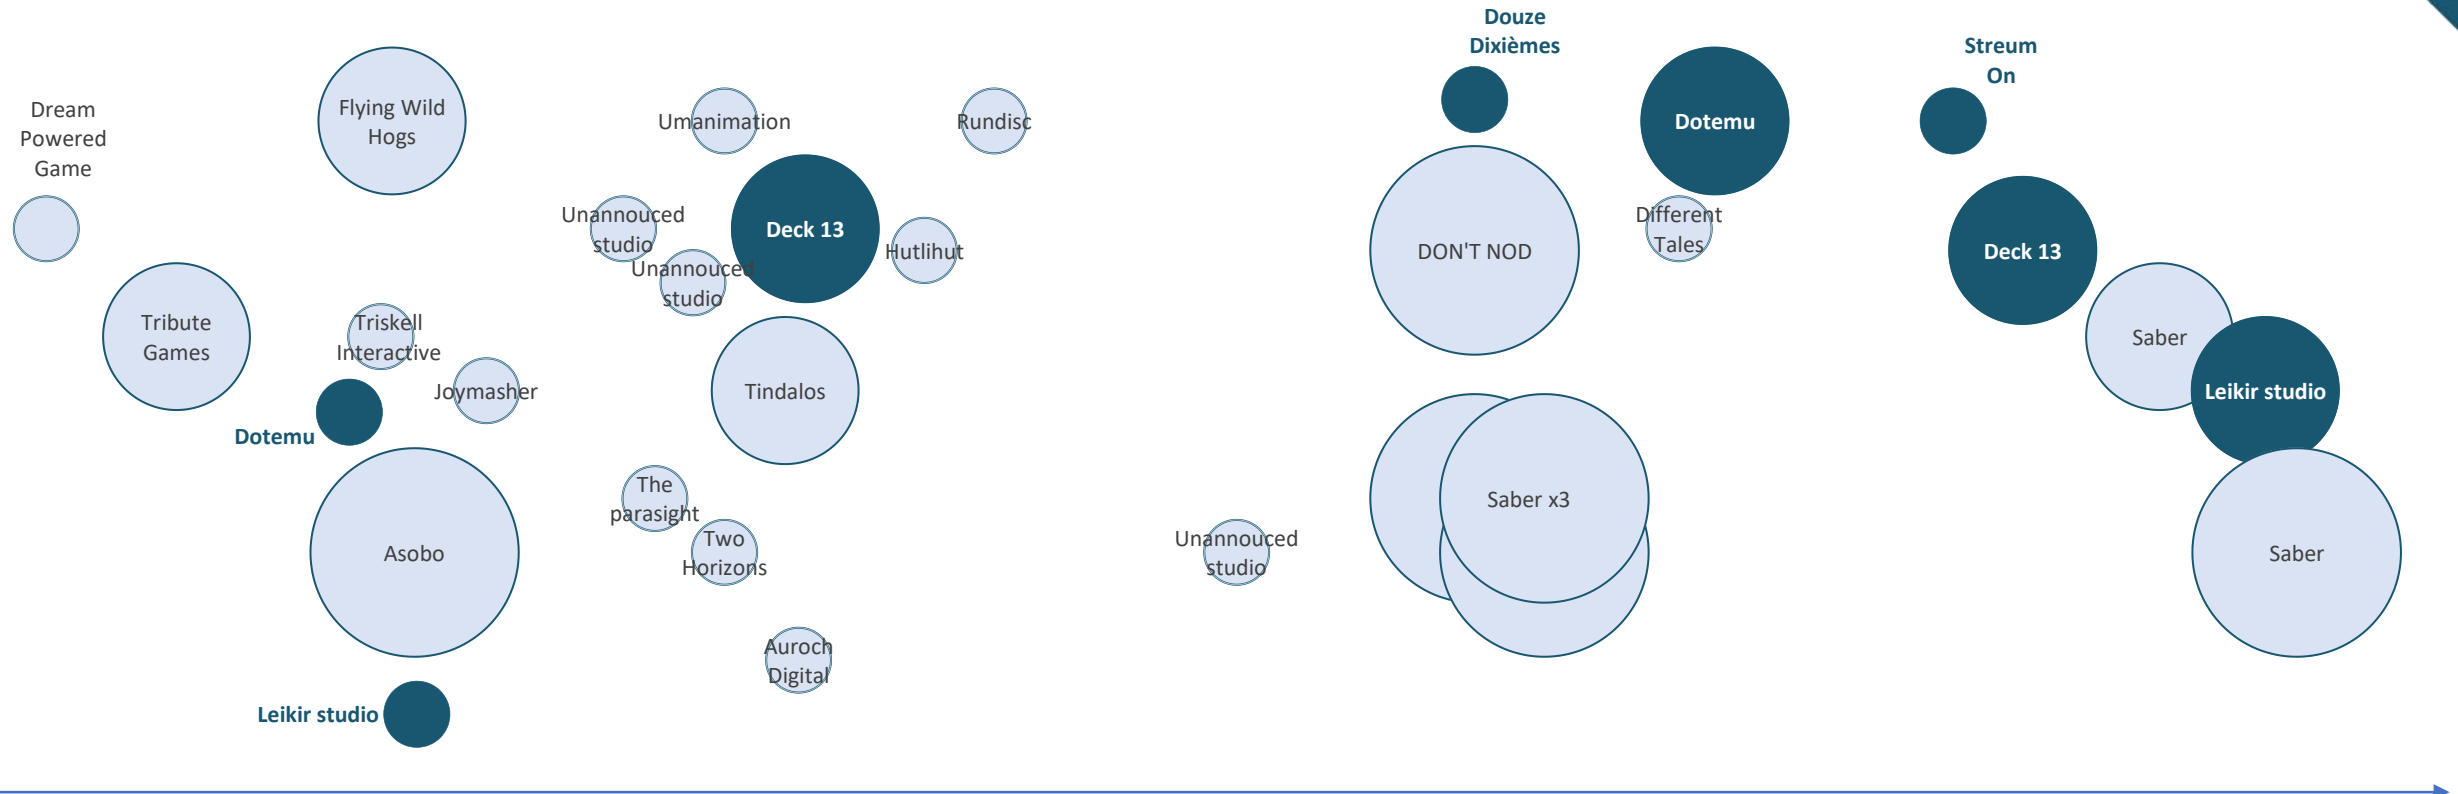 Douze
Dixièmes
Streum
On
Dream
Powered
Game
Flying Wild
Hogs
Umanimation
Rundisc
Dotemu
Unannouced
studio
Deck 13
Hutlihut
Different
Tales
DON'T NOD
Deck 13
Unannouced
studio
Tribute
Games
Triskell
Interactive
Saber
Joymasher
Tindalos
Leikir studio
Dotemu
The
parasight
Saber x3
Asobo
Two
Horizons
Unannouced
studio
Saber
Auroch
Digital
Leikir studio